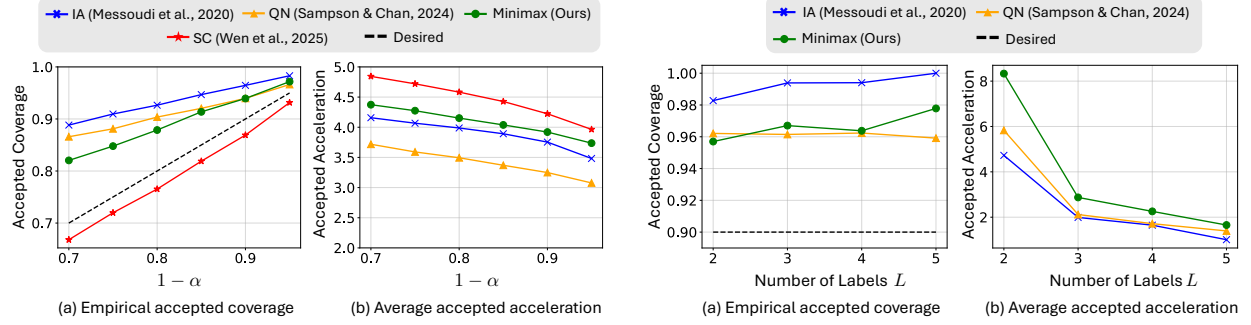 IA (Messoudi et al., 2020) QN (Sampson & Chan, 2024) Minimax (Ours)
SC (Wen et al., 2025) Desired
Accepted Coverage
1.0
0.9
0.8
0.7
0.7 0.8 0.9
1 − α
(a) Empirical accepted coverage
Accepted Acceleration
5.0
4.5
4.0
3.5
3.0
2.5
2.0
0.7 0.8 0.9
1 − α
(b) Average accepted acceleration
IA (Messoudi et al., 2020) QN (Sampson & Chan, 2024)
Minimax (Ours) Desired
Accepted Coverage
1.00
0.98
0.96
0.94
0.92
0.90
2 3 4 5
Number of Labels L
(a) Empirical accepted coverage
Accepted Acceleration
8
6
4
2
2 3 4 5
Number of Labels L
(b) Average accepted acceleration